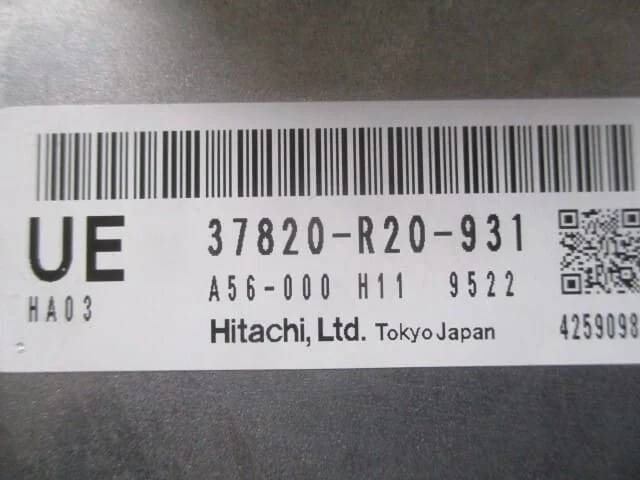 UE 37820-R20-931
HA03 A56-000 H11 9522
Hitachi, Ltd. Tokyo Japan
4259098